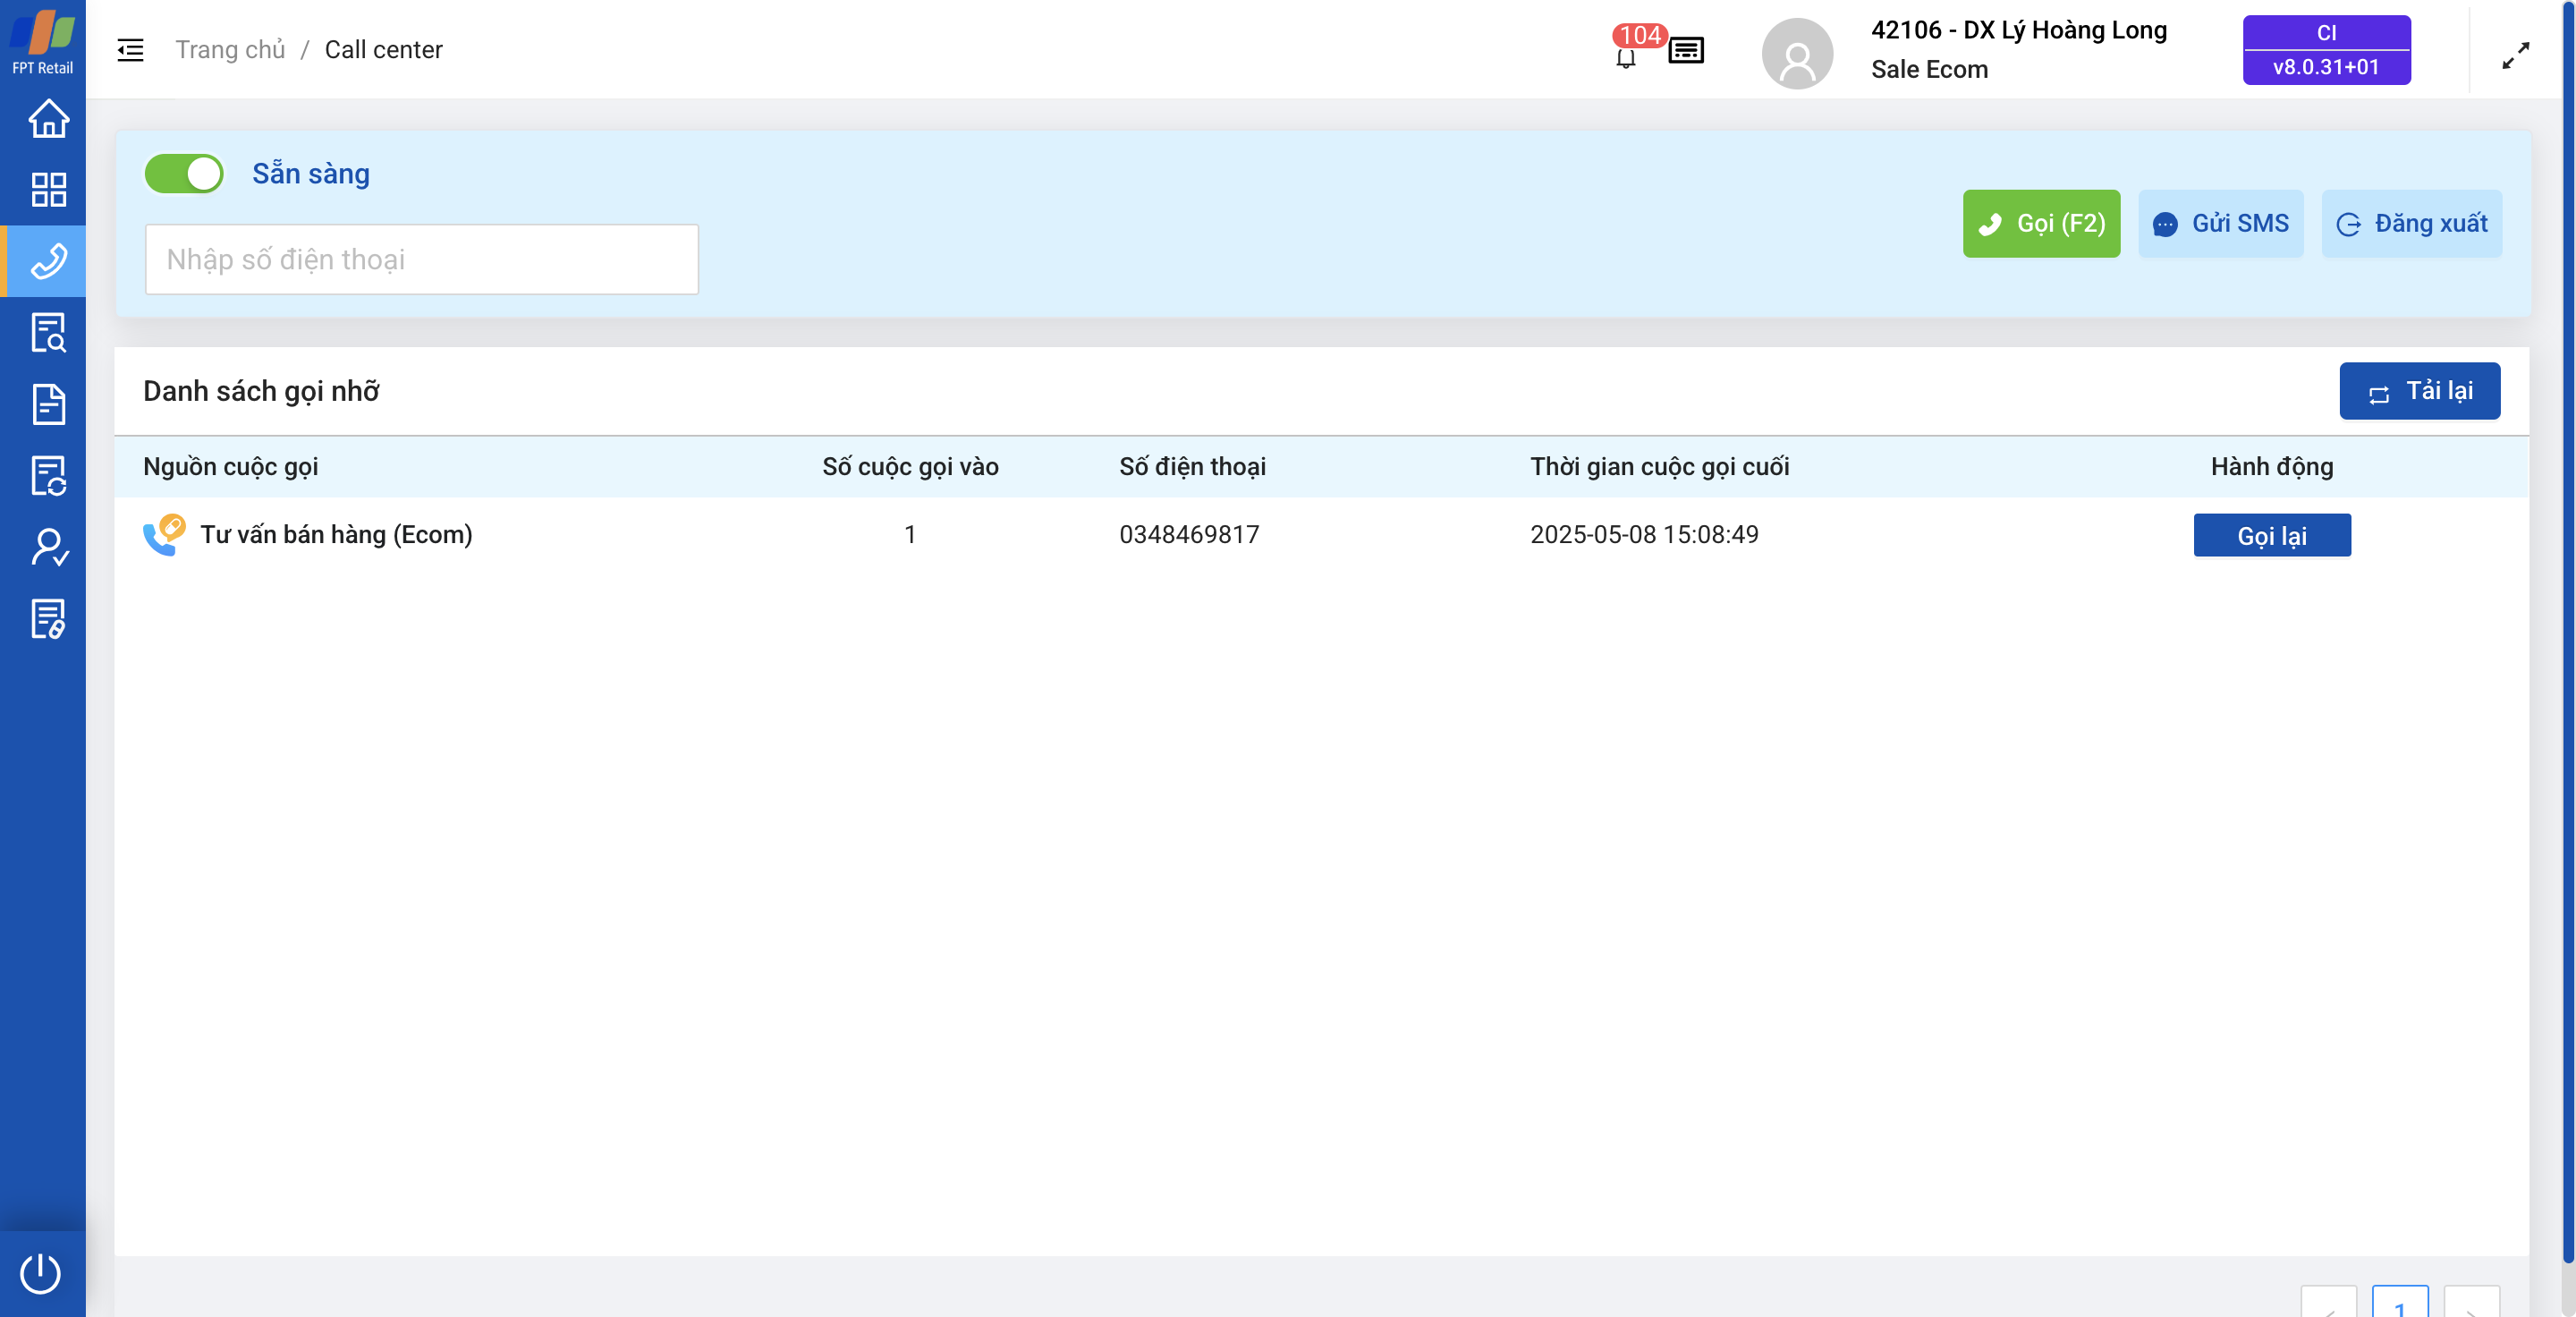 FPT Retail
Trang chủ / Call center
104
42106 - DX Lý Hoàng Long
Sale Ecom
CI
v8.0.31+01
Sẵn sàng
Nhập số điện thoại
Gọi (F2)
Gửi SMS
Đăng xuất
Danh sách gọi nhỡ
Tải lại
Nguồn cuộc gọi Số cuộc gọi vào Số điện thoại Thời gian cuộc gọi cuối Hành động
Tư vấn bán hàng (Ecom) 1 0348469817 2025-05-08 15:08:49 Gọi lại
1